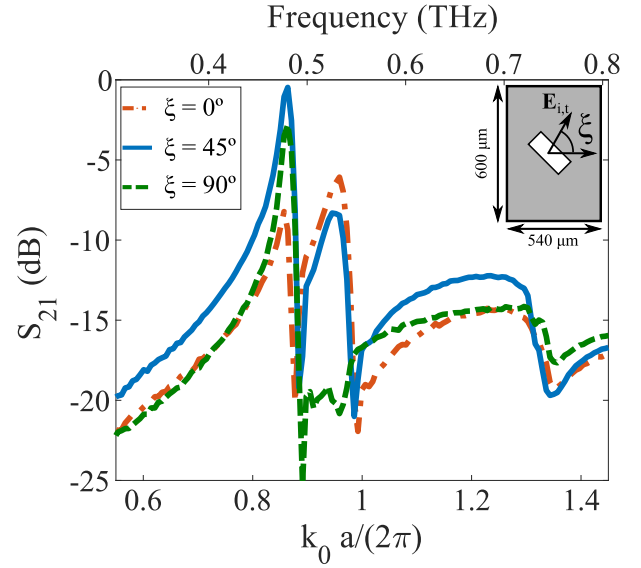 Frequency (THz)
0.4 0.5 0.6 0.7 0.8
0
-5
-10
-15
-20
-25
S21 (dB)
ξ = 0º
ξ = 45º
ξ = 90º
Ei,t
ξ
600 μm
540 μm
0.6 0.8 1 1.2 1.4
k0 a/(2π)